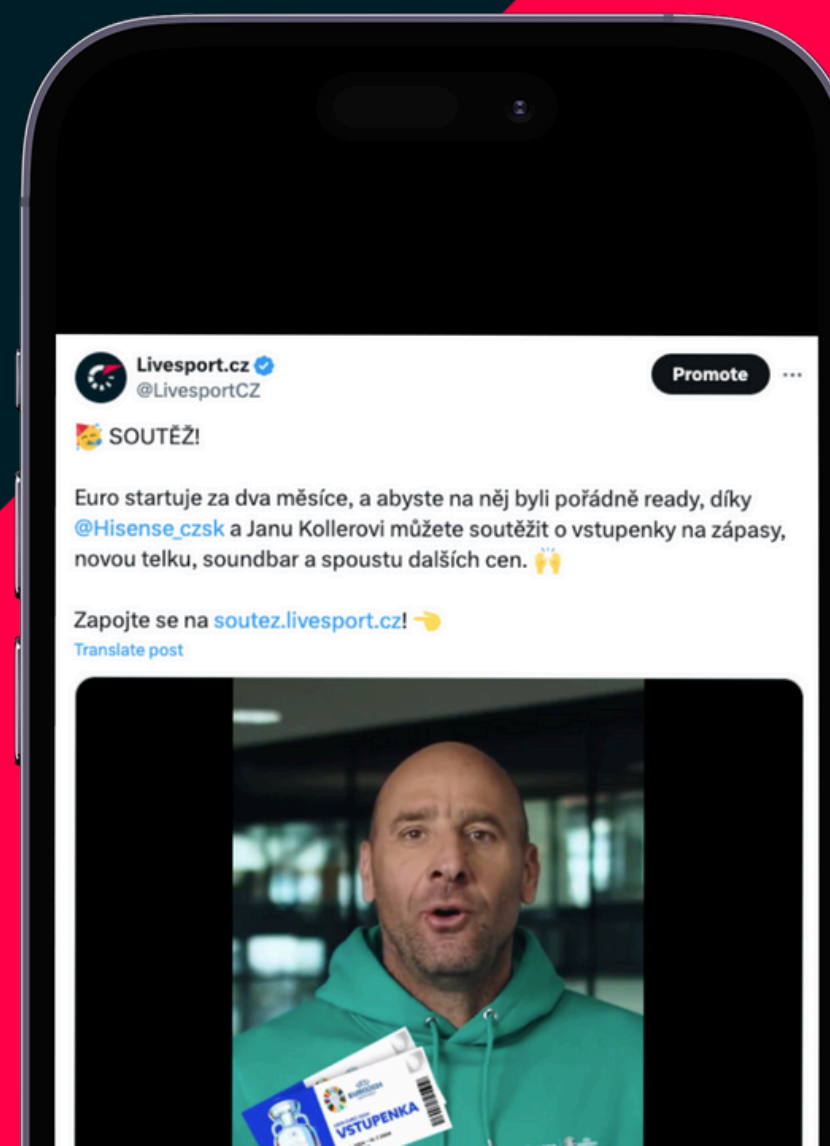 Livesport.cz
Promote
@LivesportCZ
SOUTĚŽ!
Euro startuje za dva měsíce, a abyste na něj byli pořádně ready, díky
@Hisense_czsk a Janu Kollerovi můžete soutěžit o vstupenky na zápasy,
novou telku, soundbar a spoustu dalších cen.
Zapojte se na soutez.livesport.cz!
Translate post
EURO2024
VSTUPENKA